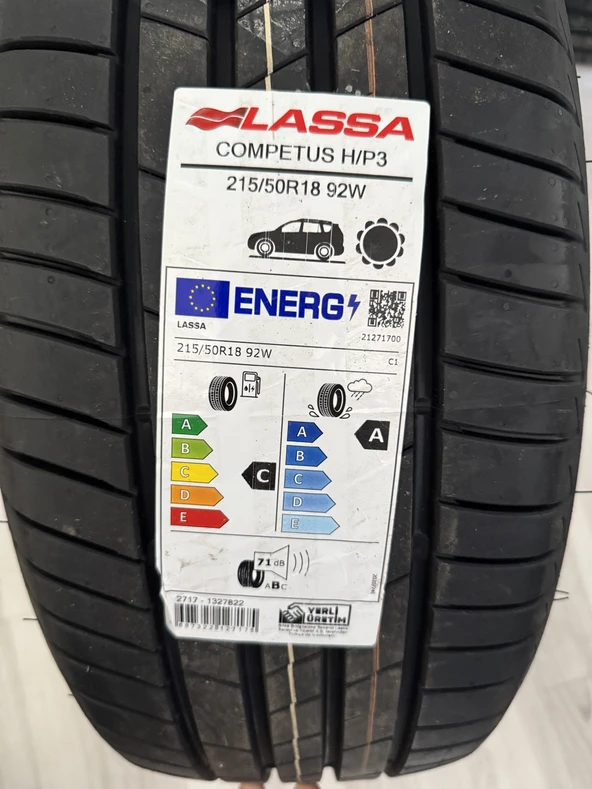 LASSA
COMPETUS H/P3
215/50R18 92W
ENERG
LASSA
21271700
215/50R18 92W
C1
A
B
C
D
E
C
A
B
C
D
E
A
71 dB
ABC
2717 - 1327822
YERLİ
ÜRETİM